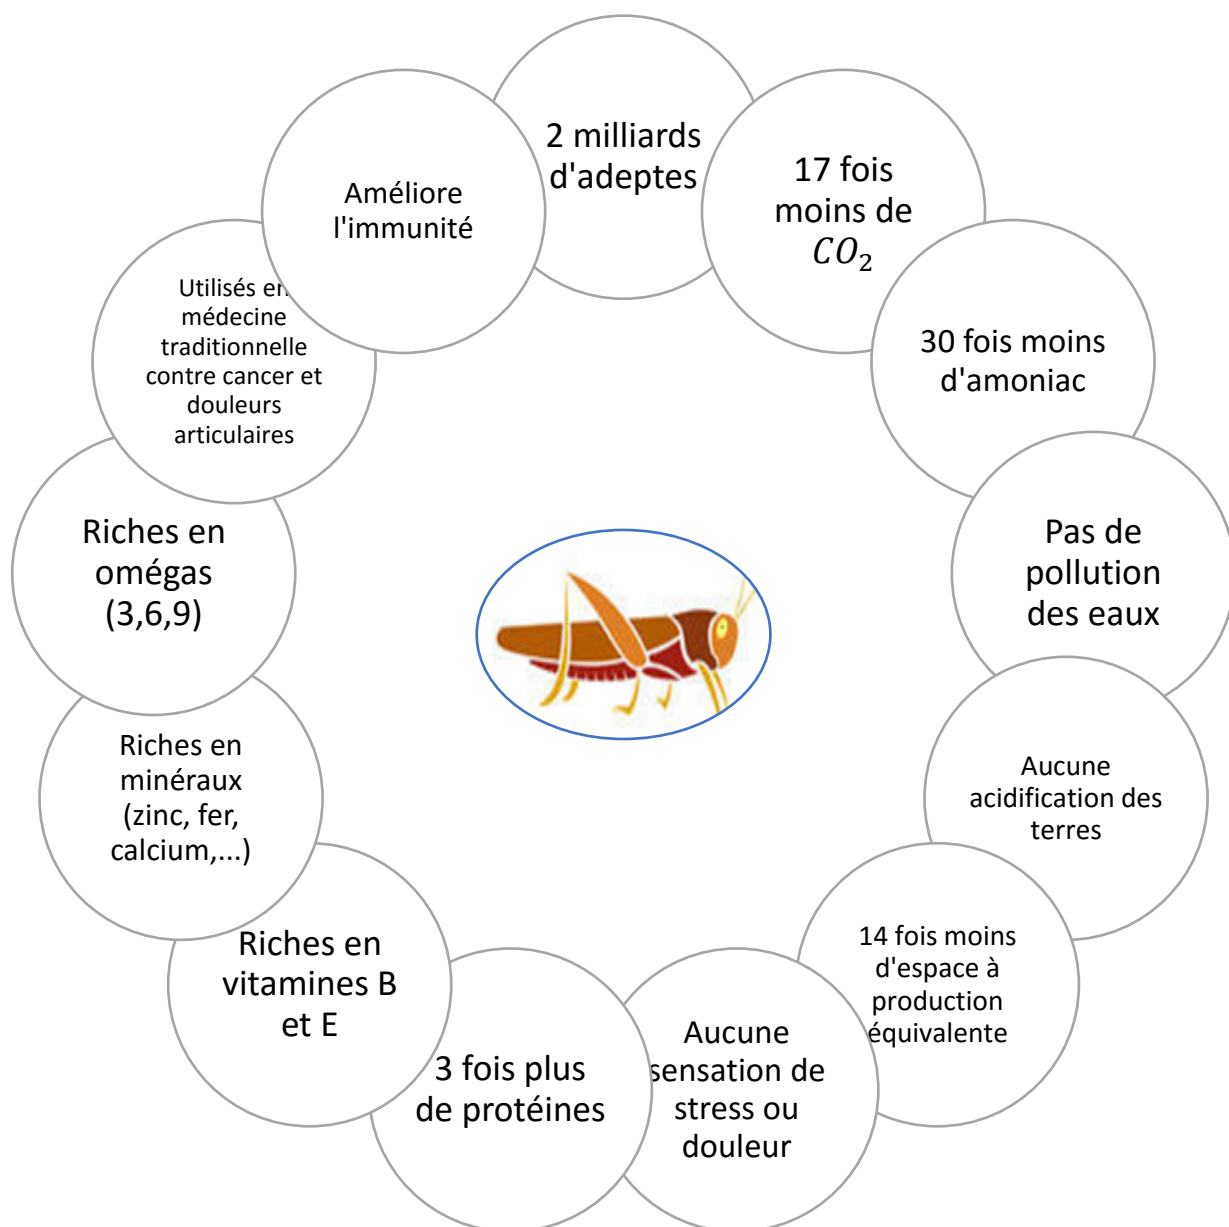 2 milliards
d'adeptes
17 fois
moins de
CO₂
30 fois moins
d'amoniac
Pas de
pollution
des eaux
Aucune
acidification des
terres
14 fois moins
d'espace à
production
équivalente
Aucune
sensation de
stress ou
douleur
3 fois plus
de protéines
Riches en
vitamines B
et E
Riches en
minéraux
(zinc, fer,
calcium,...)
Riches en
omégas
(3,6,9)
Utilisés en
médecine
traditionnelle
contre cancer et
douleurs
articulaires
Améliore
l'immunité